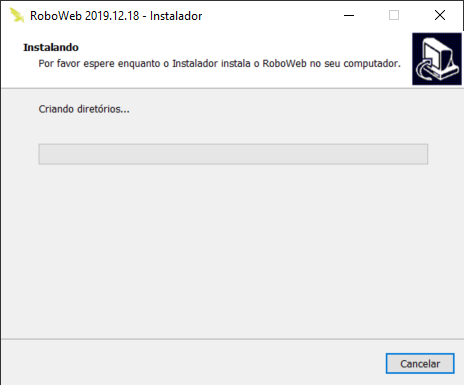 RoboWeb 2019.12.18 - Instalador
Instalando
Por favor espere enquanto o Instalador instala o RoboWeb no seu computador.
Criando diretórios...
Cancelar